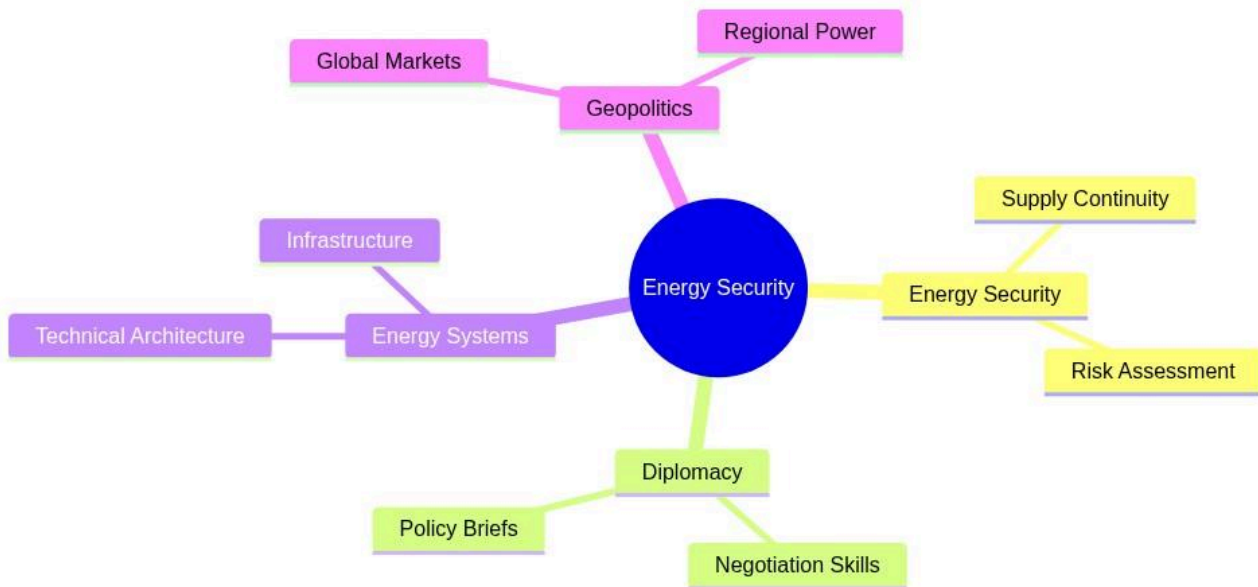 Regional Power
Global Markets
Geopolitics
Supply Continuity
Infrastructure
Energy Security
Energy Security
Technical Architecture
Energy Systems
Risk Assessment
Diplomacy
Policy Briefs
Negotiation Skills